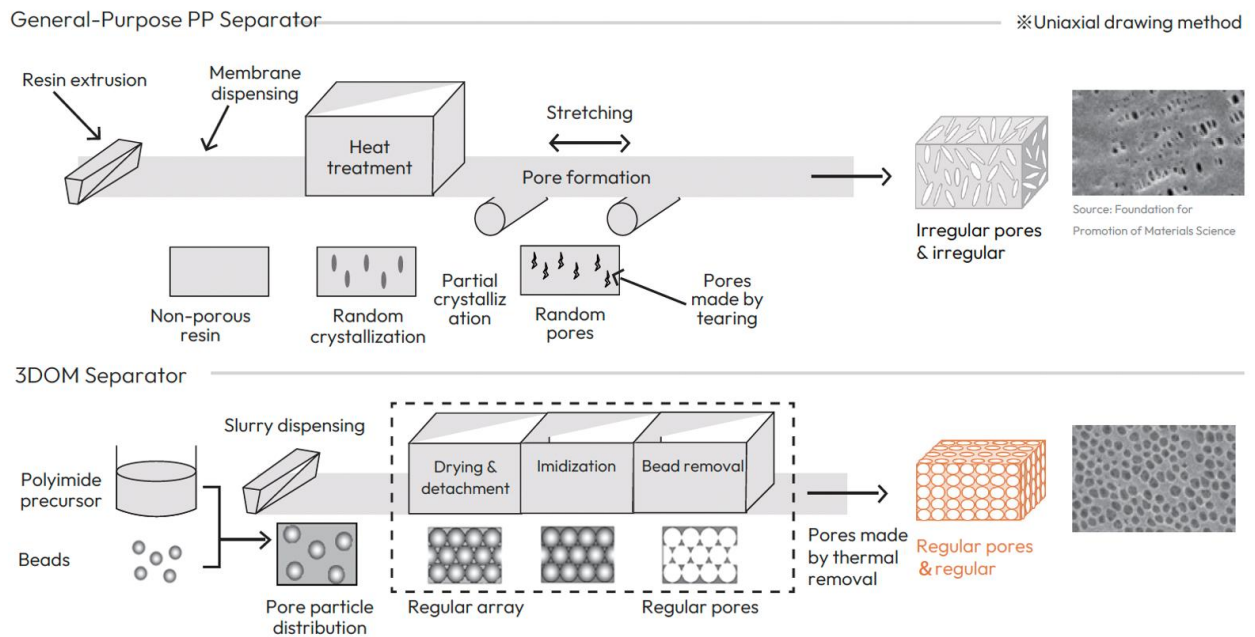 General-Purpose PP Separator
※Uniaxial drawing method
Resin extrusion
Membrane
dispensing
Heat
treatment
Stretching
Pore formation
Source: Foundation for
Promotion of Materials Science
Irregular pores
& irregular
Non-porous
resin
Random
crystallization
Partial
crystalliz
ation
Random
pores
Pores
made by
tearing
3DOM Separator
Slurry dispensing
Polyimide
precursor
Beads
Drying &
detachment
Imidization
Bead removal
Pore particle
distribution
Regular array
Regular pores
Pores made
by thermal
removal
Regular pores
& regular